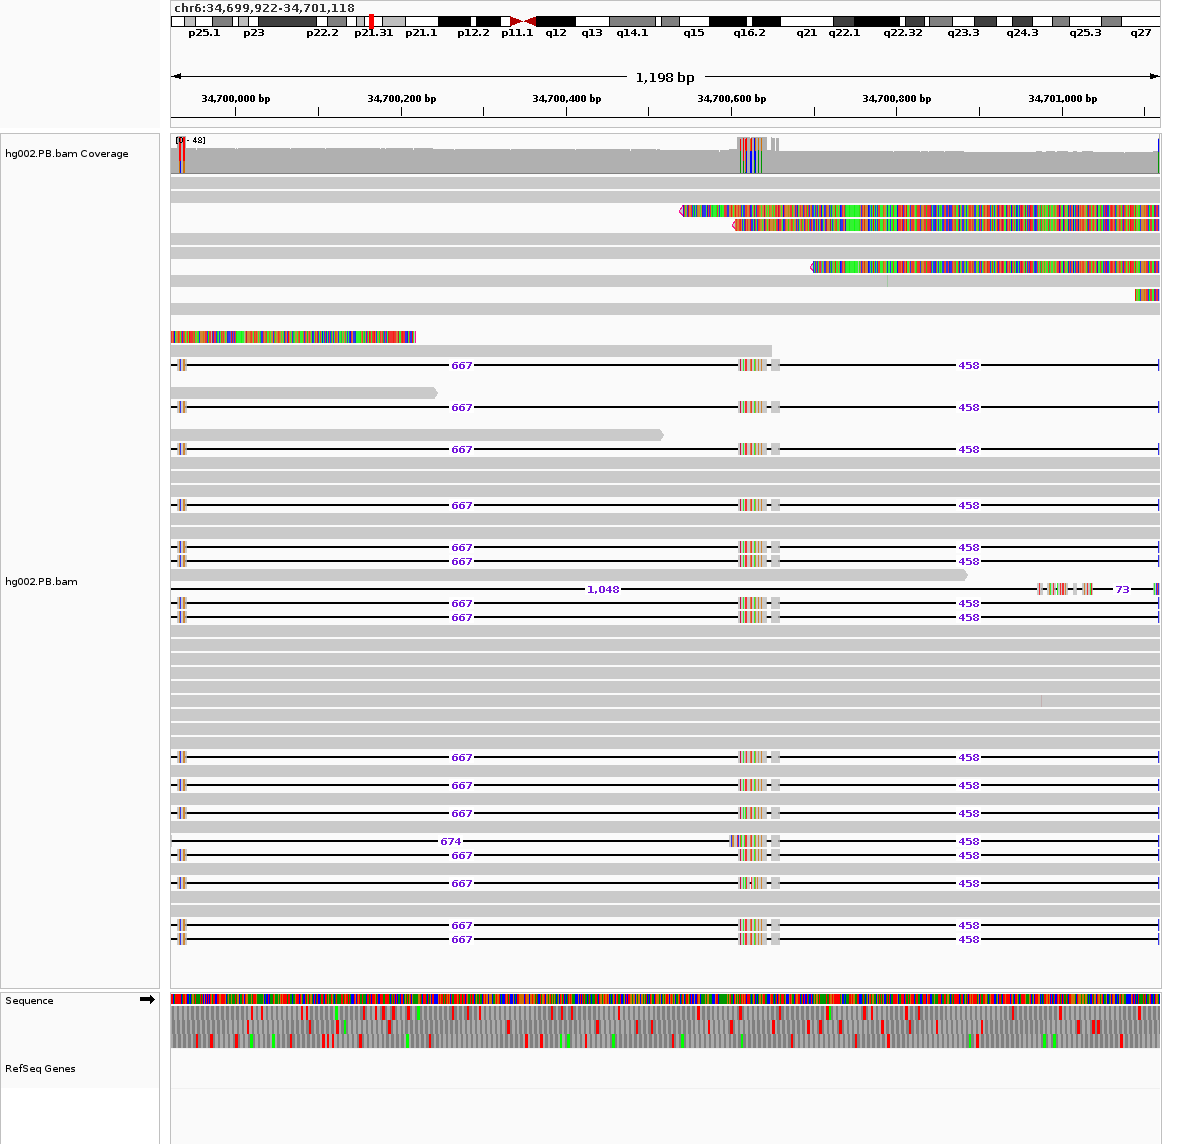 chr6:34,699,922-34,701,118
p25.1 p23 p22.2 p21.31 p21.1 p12.2 p11.1 q12 q13 q14.1 q15 q16.2 q21 q22.1 q22.32 q23.3 q24.3 q25.3 q27
1,198 bp
34,700,000 bp 34,700,200 bp 34,700,400 bp 34,700,600 bp 34,700,800 bp 34,701,000 bp
[0 - 48]
hg002.PB.bam Coverage
667 458
667 458
667 458
667 458
667 458
667 458
hg002.PB.bam
1,048 73
667 458
667 458
667 458
667 458
667 458
674 458
667 458
667 458
667 458
667 458
Sequence
RefSeq Genes